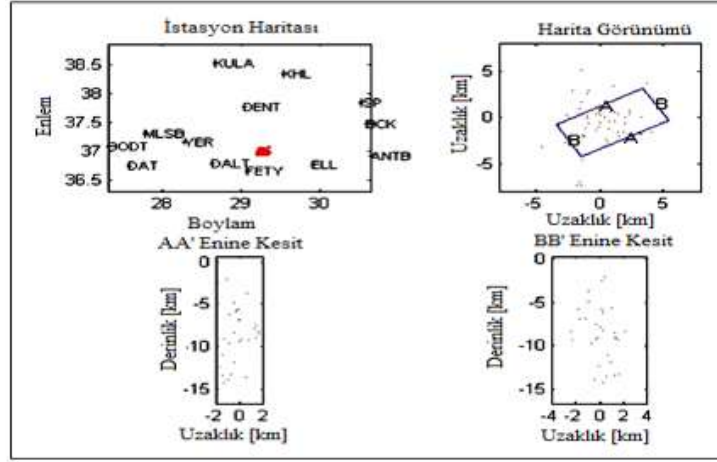 İstasyon Haritası
Harita Görünümü
Enlem
38.5
38
37.5
37
36.5
KULA
KHL
DENT
ISP
BCK
MLSB
YER
BODT
DAT
DALT
FETY
ELL
ANTB
28
29
30
Boylam
Uzaklık [km]
5
0
-5
A
B
B'
A'
-5
0
5
Uzaklık [km]
AA' Enine Kesit
BB' Enine Kesit
Derinlik [km]
0
-5
-10
-15
-2 0 2
Uzaklık [km]
Derinlik [km]
0
-5
-10
-15
-4 -2 0 2 4
Uzaklık [km]